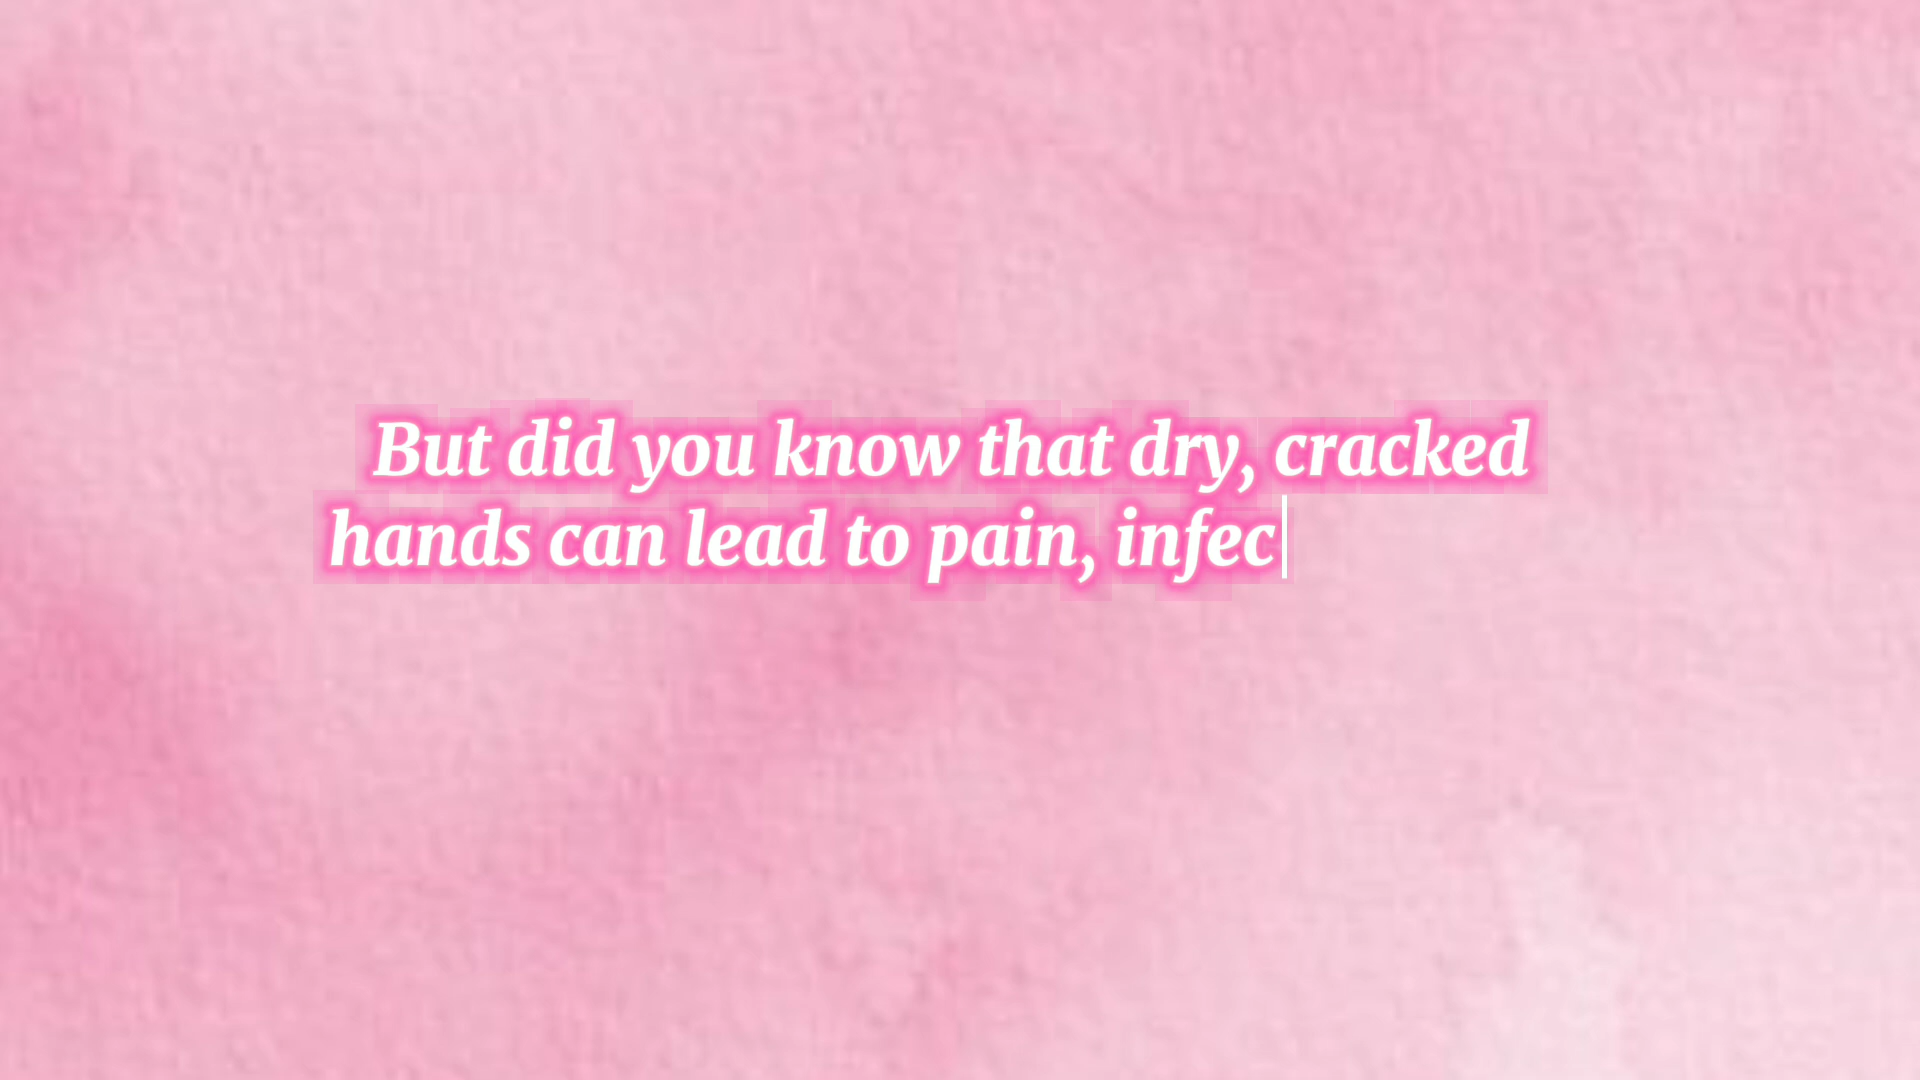 But did you know that dry, cracked
hands can lead to pain, infec